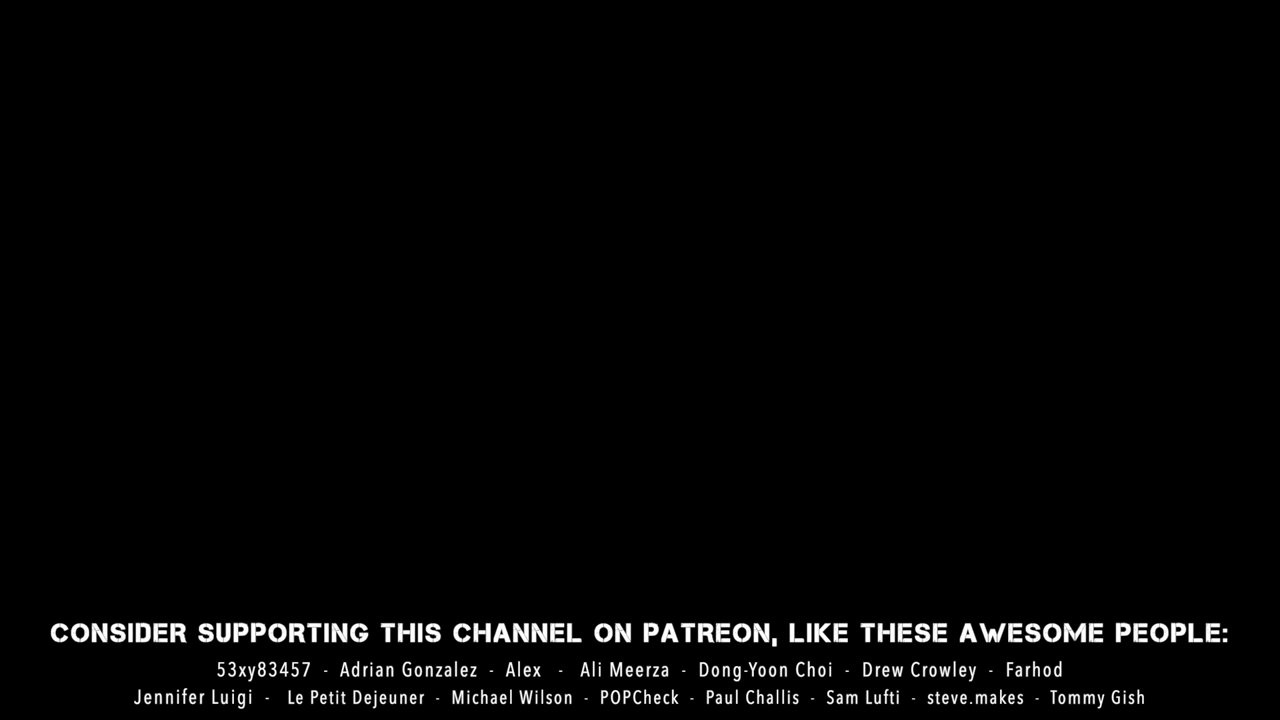 CONSIDER SUPPORTING THIS CHANNEL ON PATREON, LIKE THESE AWESOME PEOPLE:
53xy83457 - Adrian Gonzalez - Alex - Ali Meerza - Dong-Yoon Choi - Drew Crowley - Farhod
Jennifer Luigi - Le Petit Dejeuner - Michael Wilson - POPCheck - Paul Challis - Sam Lufti - steve.makes - Tommy Gish